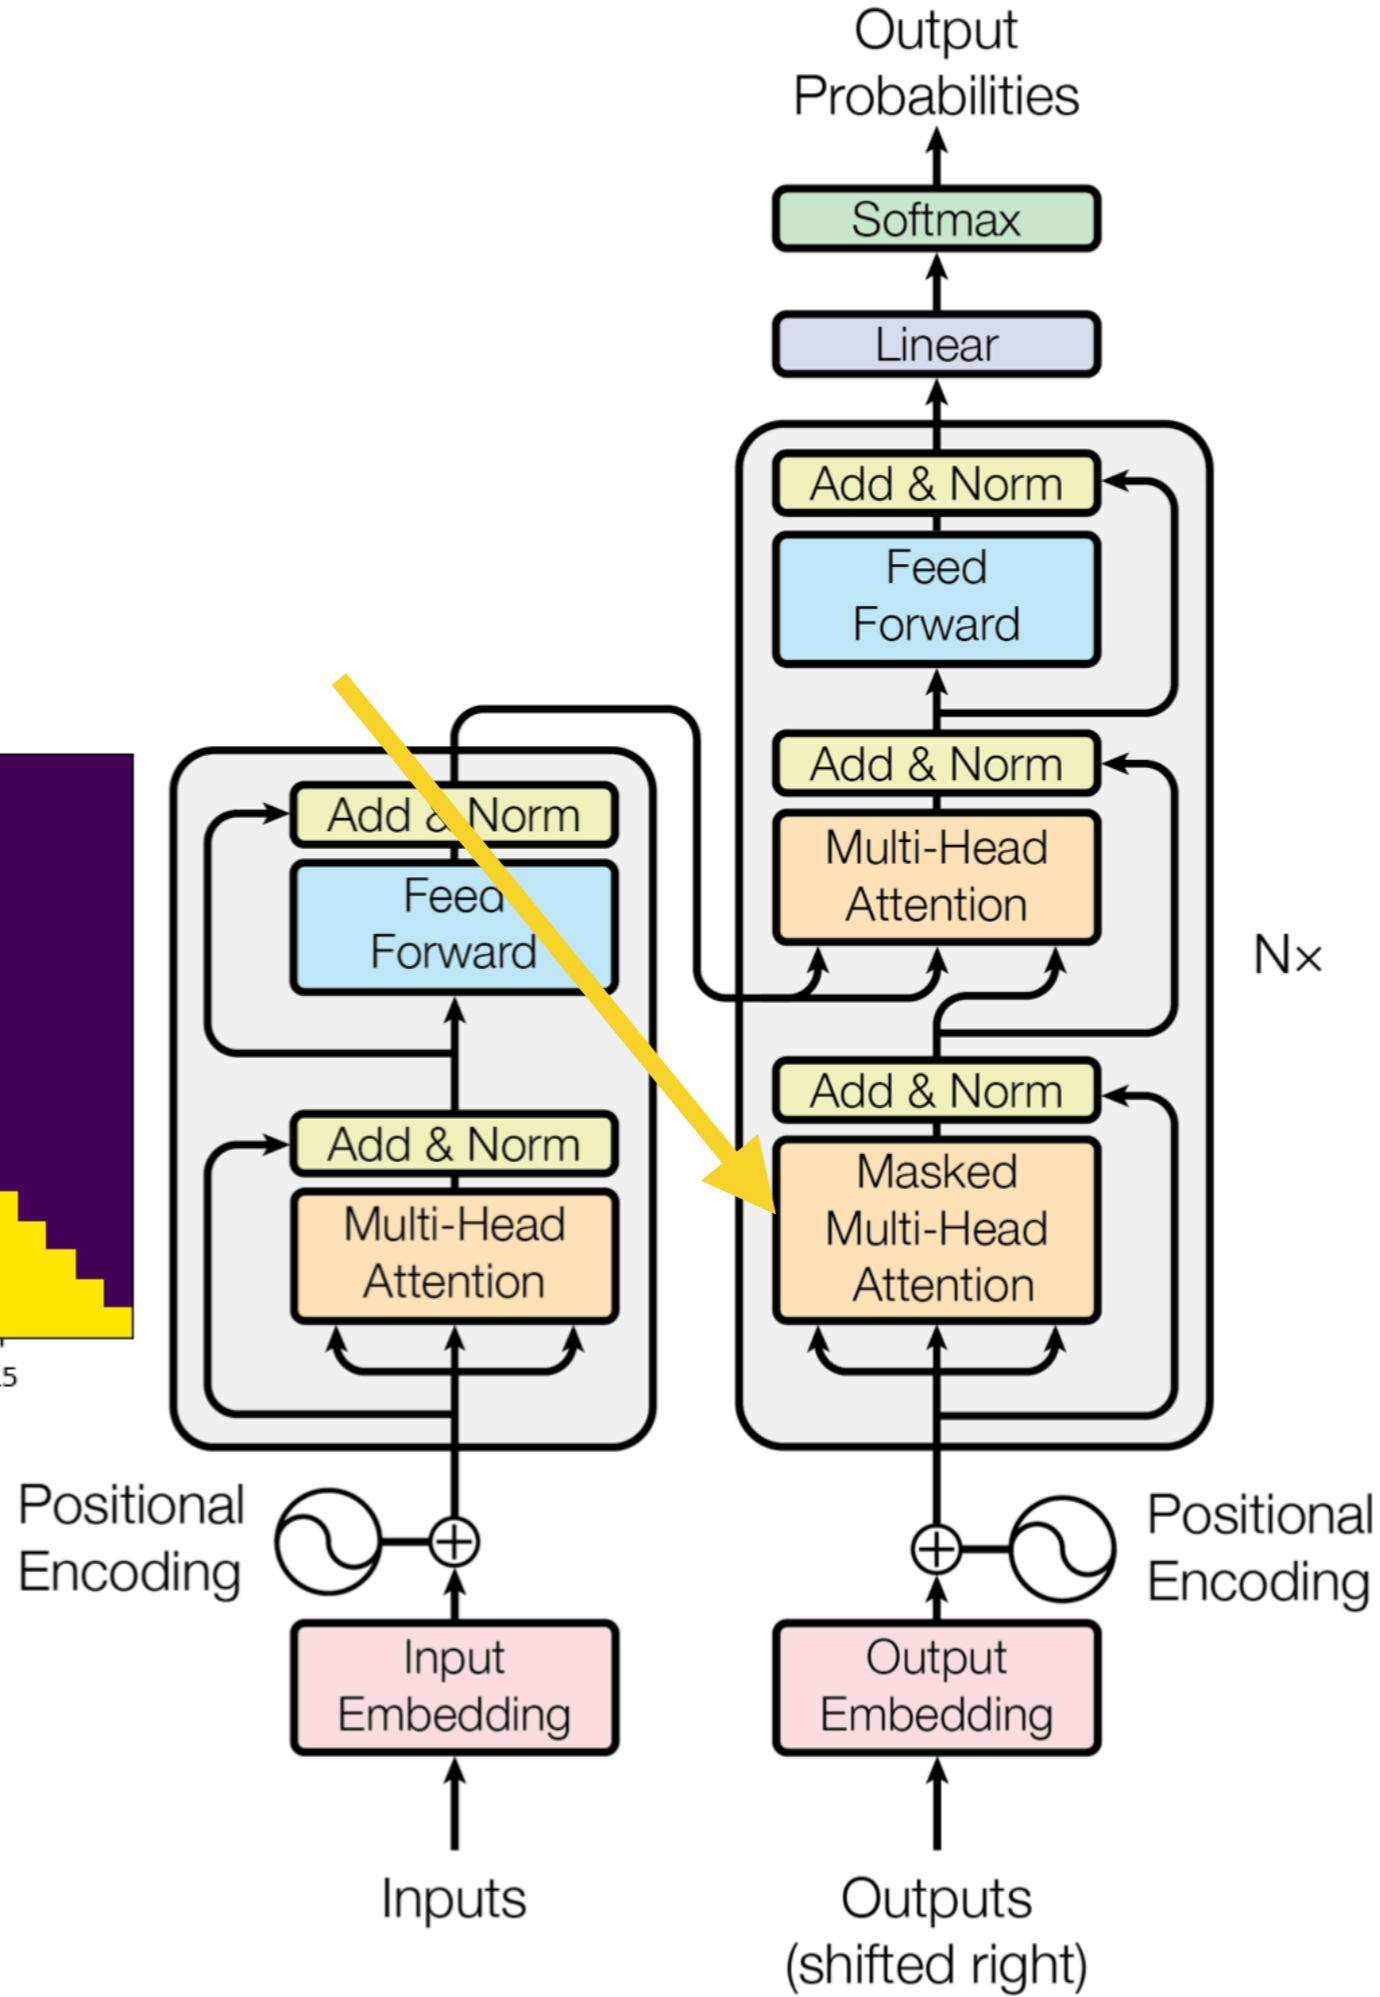 Output
Probabilities
Softmax
Linear
Add & Norm
Feed
Forward
Add & Norm
Multi-Head
Attention
Add & Norm
Masked
Multi-Head
Attention
Nx
Add & Norm
Feed
Forward
Add & Norm
Multi-Head
Attention
Positional
Encoding
Positional
Encoding
Input
Embedding
Output
Embedding
Inputs
Outputs
(shifted right)